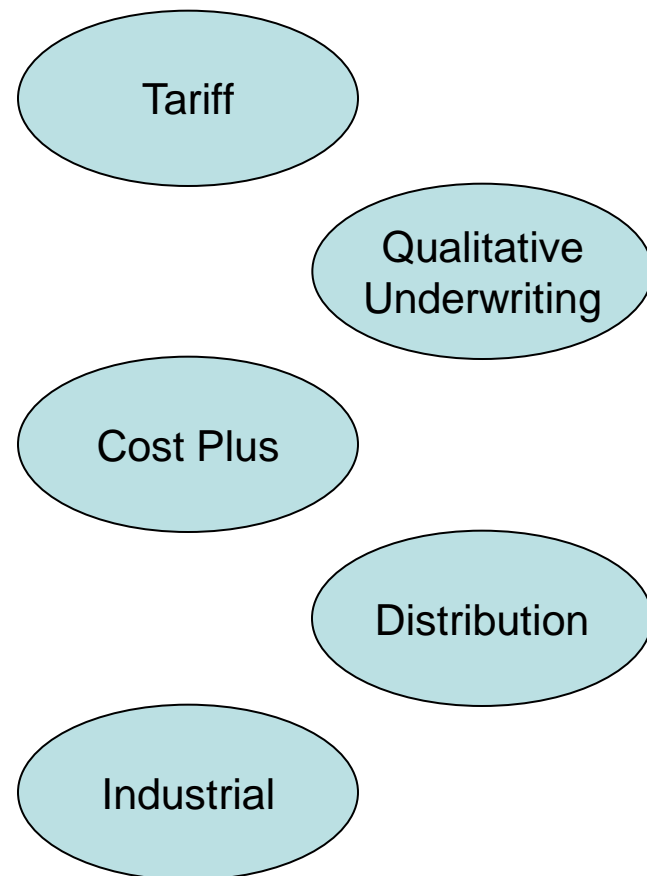 Tariff
Qualitative
Underwriting
Cost Plus
Distribution
Industrial